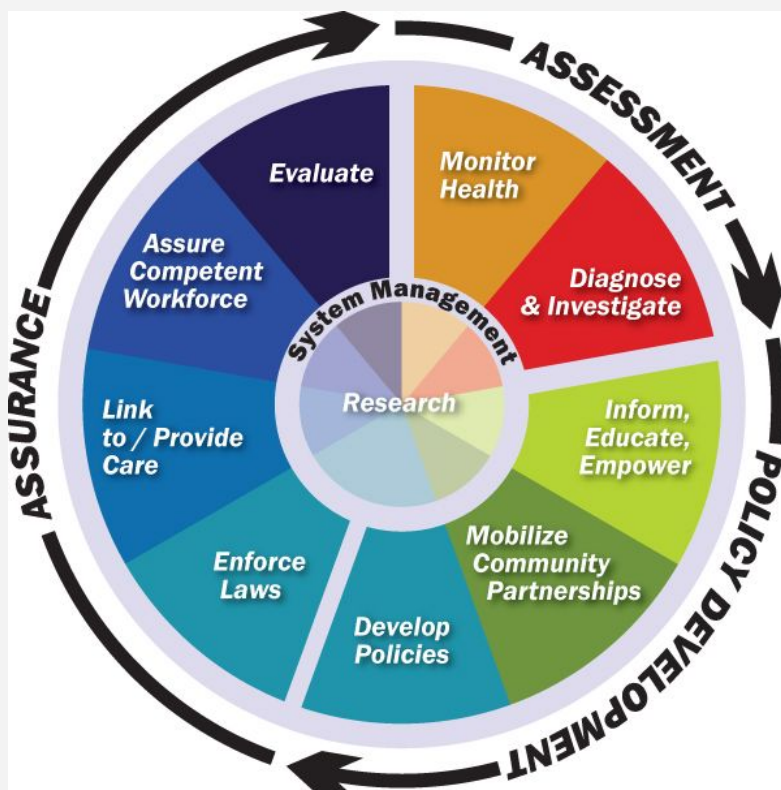 ASSESSMENT
Monitor
Health
Diagnose
& Investigate
POLICY DEVELOPMENT
Inform,
Educate,
Empower
Mobilize
Community
Partnerships
Develop
Policies
ASSURANCE
Enforce
Laws
Link
to / Provide
Care
Assure
Competent
Workforce
Evaluate
System Management
Research